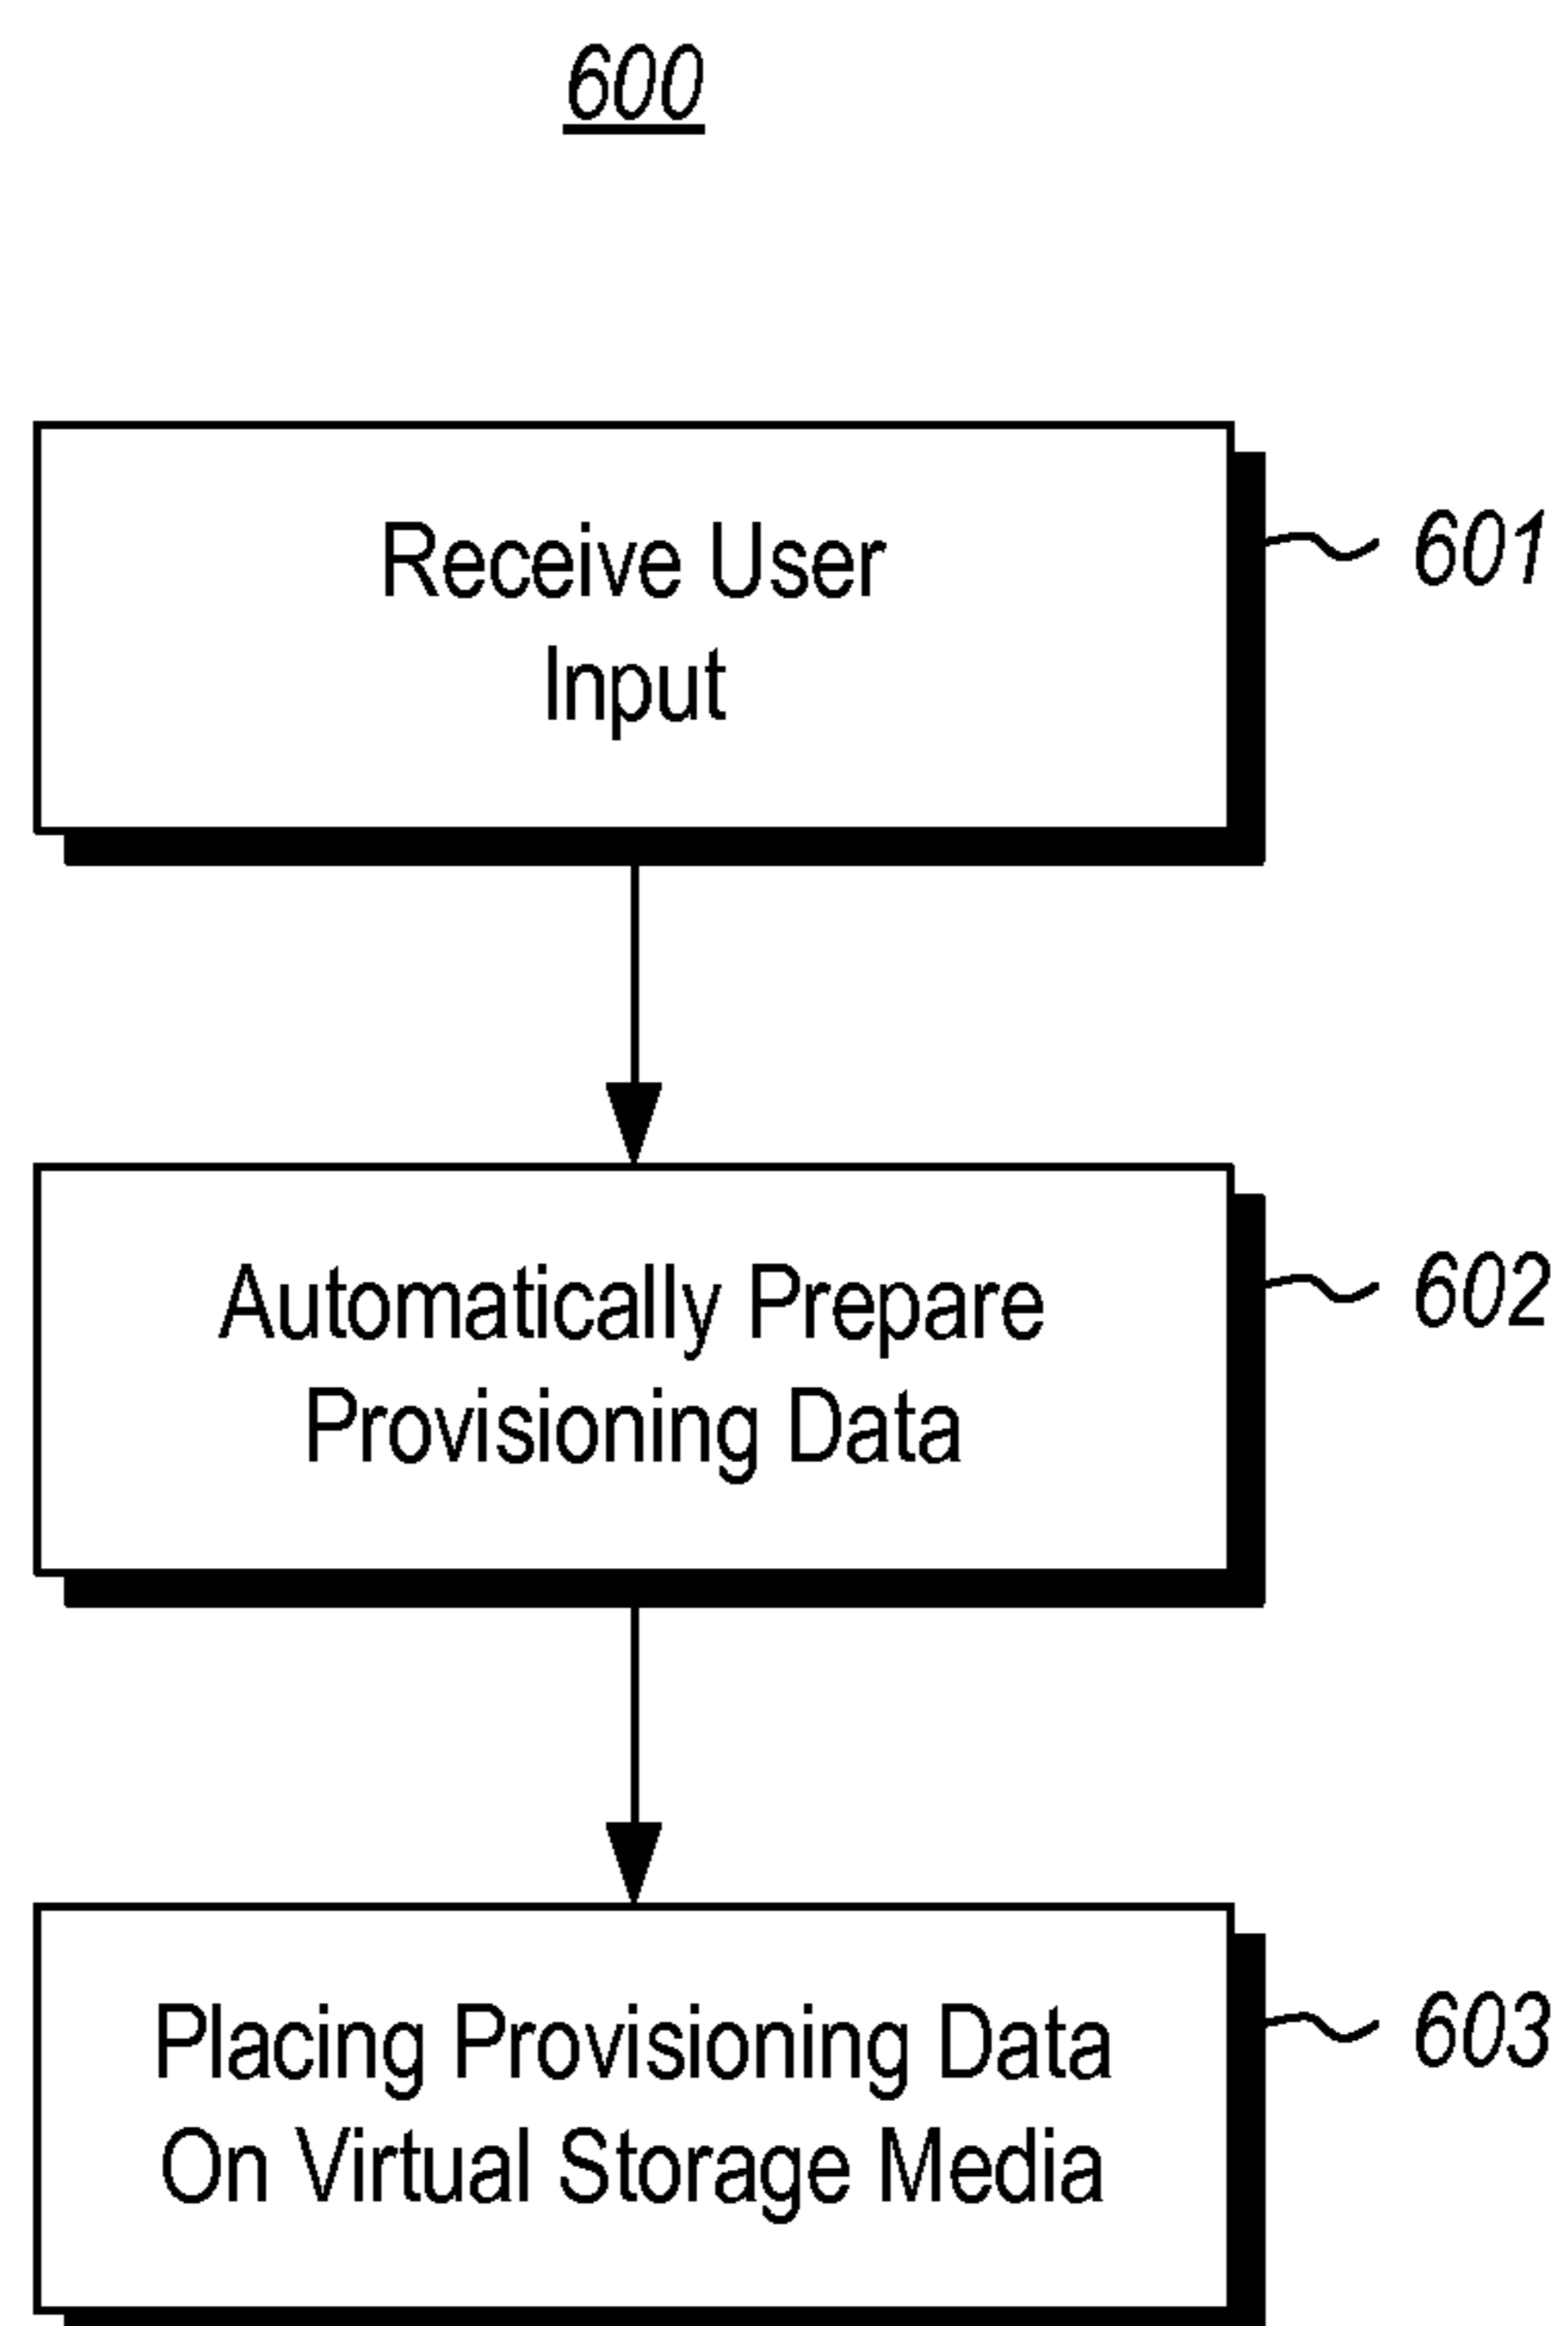 600
Receive User
Input
601
Automatically Prepare
Provisioning Data
602
Placing Provisioning Data
On Virtual Storage Media
603